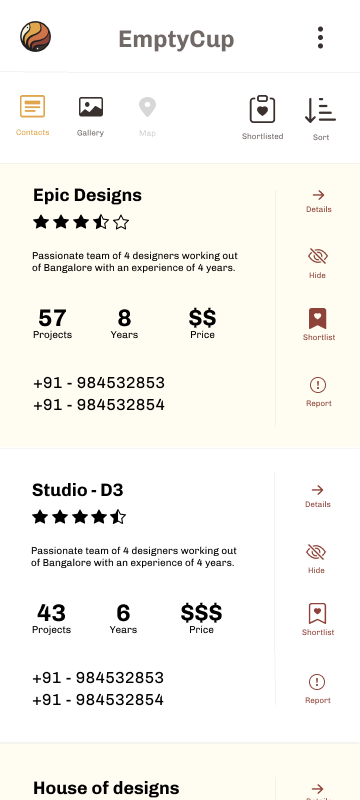 EmptyCup
Contacts
Gallery
Map
Shortlisted
Sort
Epic Designs
Details
Passionate team of 4 designers working out
of Bangalore with an experience of 4 years.
Hide
57 8 $$
Projects Years Price
Shortlist
+91 - 984532853
+91 - 984532854
Report
Studio - D3
Details
Passionate team of 4 designers working out
of Bangalore with an experience of 4 years.
Hide
43 6 $$$
Projects Years Price
Shortlist
+91 - 984532853
+91 - 984532854
Report
House of designs
Details